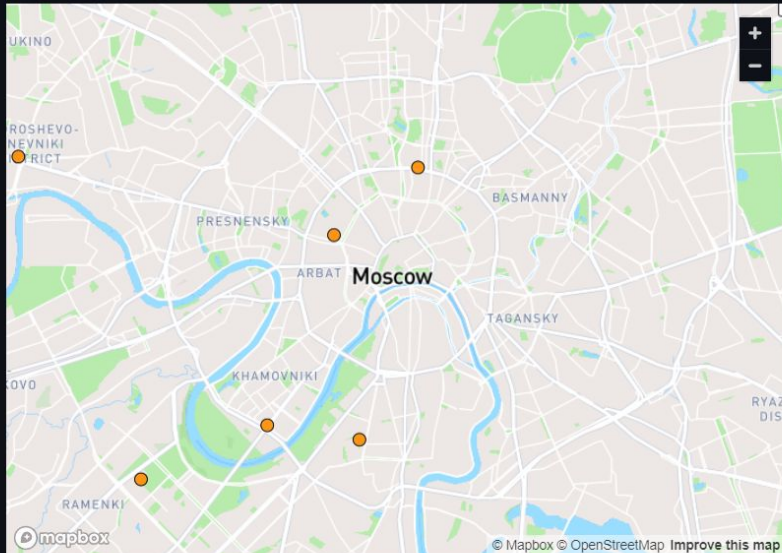 UKINO
+
−
ROSHEVO-
NEVNIKI
DISTRICT
BASMANNY
PRESNENSKY
ARBAT
Moscow
TAGANSKY
KHAMOVNIKI
KOVO
RYAZ
DIS
RAMENKI
mapbox
© Mapbox © OpenStreetMap Improve this map